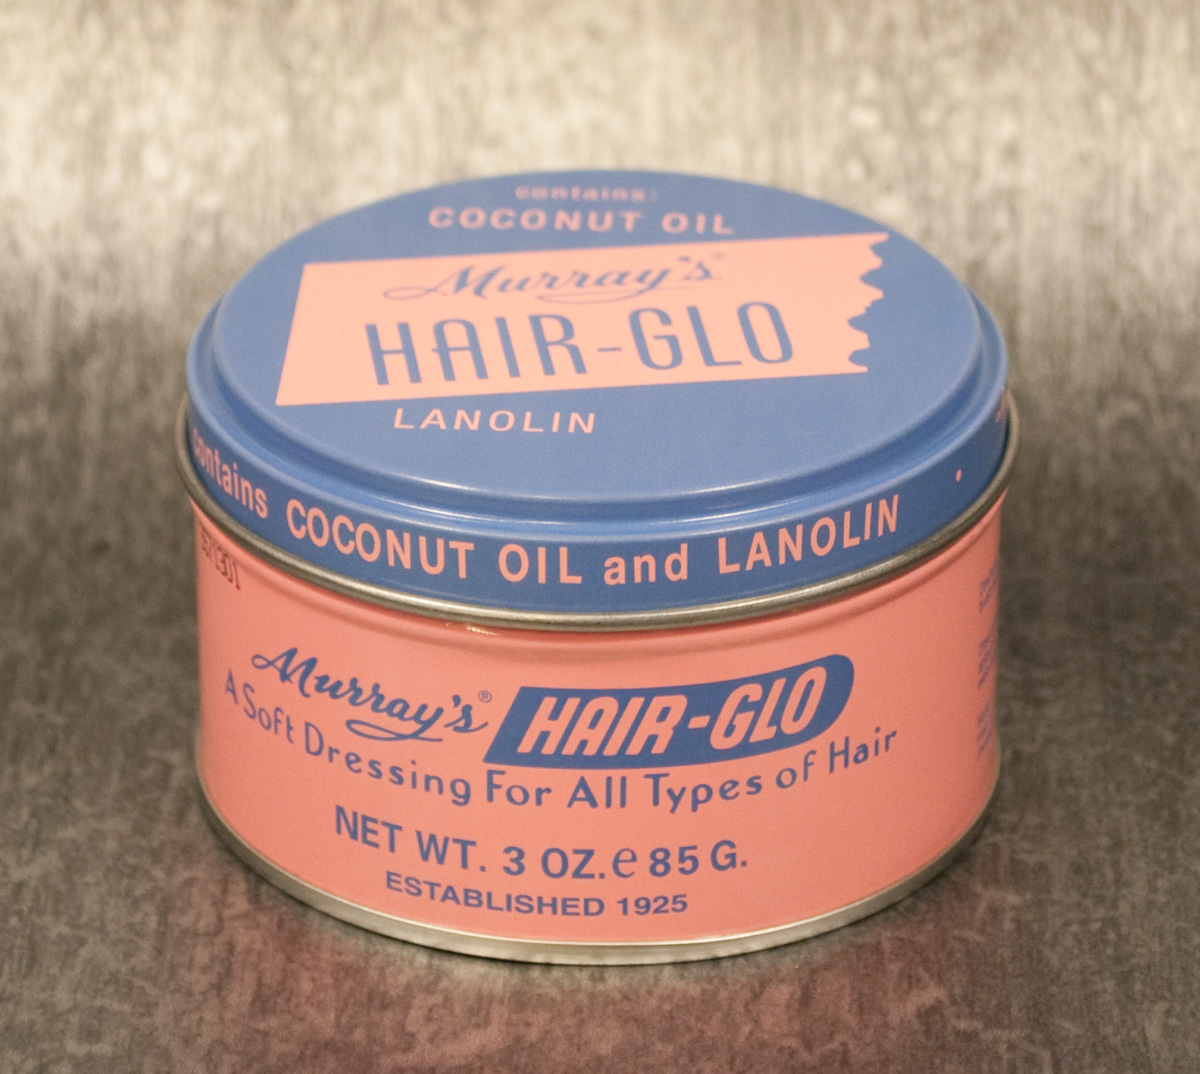 contains:
COCONUT OIL
Murray's
HAIR-GLO
LANOLIN
contains COCONUT OIL and LANOLIN
Murray's® HAIR-GLO
A Soft Dressing For All Types of Hair
NET WT. 3 OZ. e 85 G.
ESTABLISHED 1925